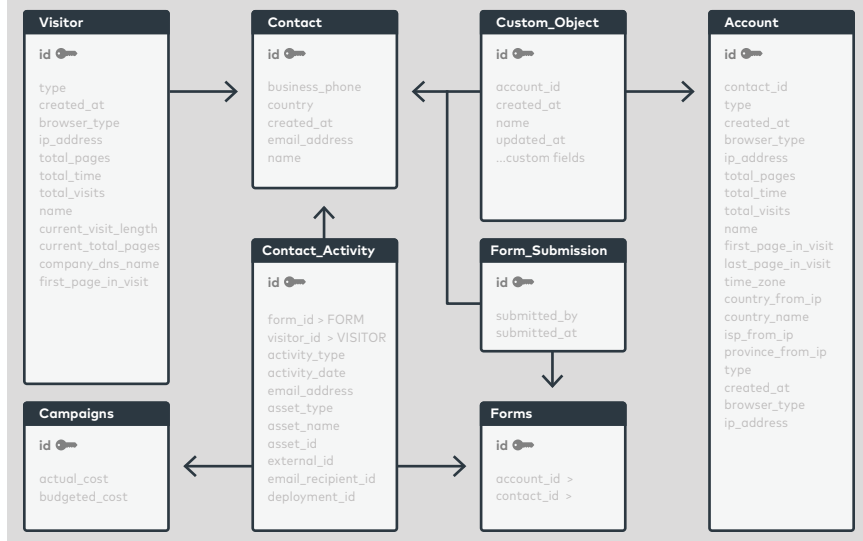 Visitor
id
type
created_at
browser_type
ip_address
total_pages
total_time
total_visits
name
current_visit_length
current_total_pages
company_dns_name
first_page_in_visit
Contact
id
business_phone
country
created_at
email_address
name
Custom_Object
id
account_id
created_at
name
updated_at
...custom fields
Account
id
contact_id
type
created_at
browser_type
ip_address
total_pages
total_time
total_visits
name
first_page_in_visit
last_page_in_visit
time_zone
country_from_ip
country_name
isp_from_ip
province_from_ip
type
created_at
browser_type
ip_address
Contact_Activity
id
form_id > FORM
visitor_id > VISITOR
activity_type
activity_date
email_address
asset_type
asset_name
asset_id
external_id
email_recipient_id
deployment_id
Form_Submission
id
submitted_by
submitted_at
Campaigns
id
actual_cost
budgeted_cost
Forms
id
account_id >
contact_id >